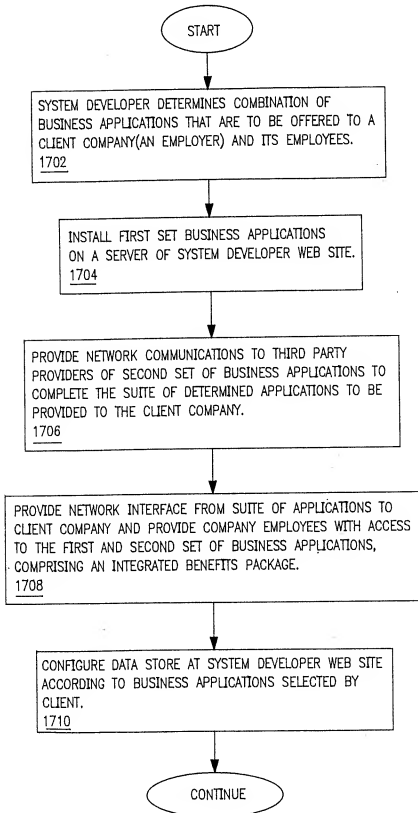 START
SYSTEM DEVELOPER DETERMINES COMBINATION OF
BUSINESS APPLICATIONS THAT ARE TO BE OFFERED TO A
CLIENT COMPANY(AN EMPLOYER) AND ITS EMPLOYEES.
1702
INSTALL FIRST SET BUSINESS APPLICATIONS
ON A SERVER OF SYSTEM DEVELOPER WEB SITE.
1704
PROVIDE NETWORK COMMUNICATIONS TO THIRD PARTY
PROVIDERS OF SECOND SET OF BUSINESS APPLICATIONS TO
COMPLETE THE SUITE OF DETERMINED APPLICATIONS TO BE
PROVIDED TO THE CLIENT COMPANY.
1706
PROVIDE NETWORK INTERFACE FROM SUITE OF APPLICATIONS TO
CLIENT COMPANY AND PROVIDE COMPANY EMPLOYEES WITH ACCESS
TO THE FIRST AND SECOND SET OF BUSINESS APPLICATIONS,
COMPRISING AN INTEGRATED BENEFITS PACKAGE.
1708
CONFIGURE DATA STORE AT SYSTEM DEVELOPER WEB SITE
ACCORDING TO BUSINESS APPLICATIONS SELECTED BY
CLIENT.
1710
CONTINUE